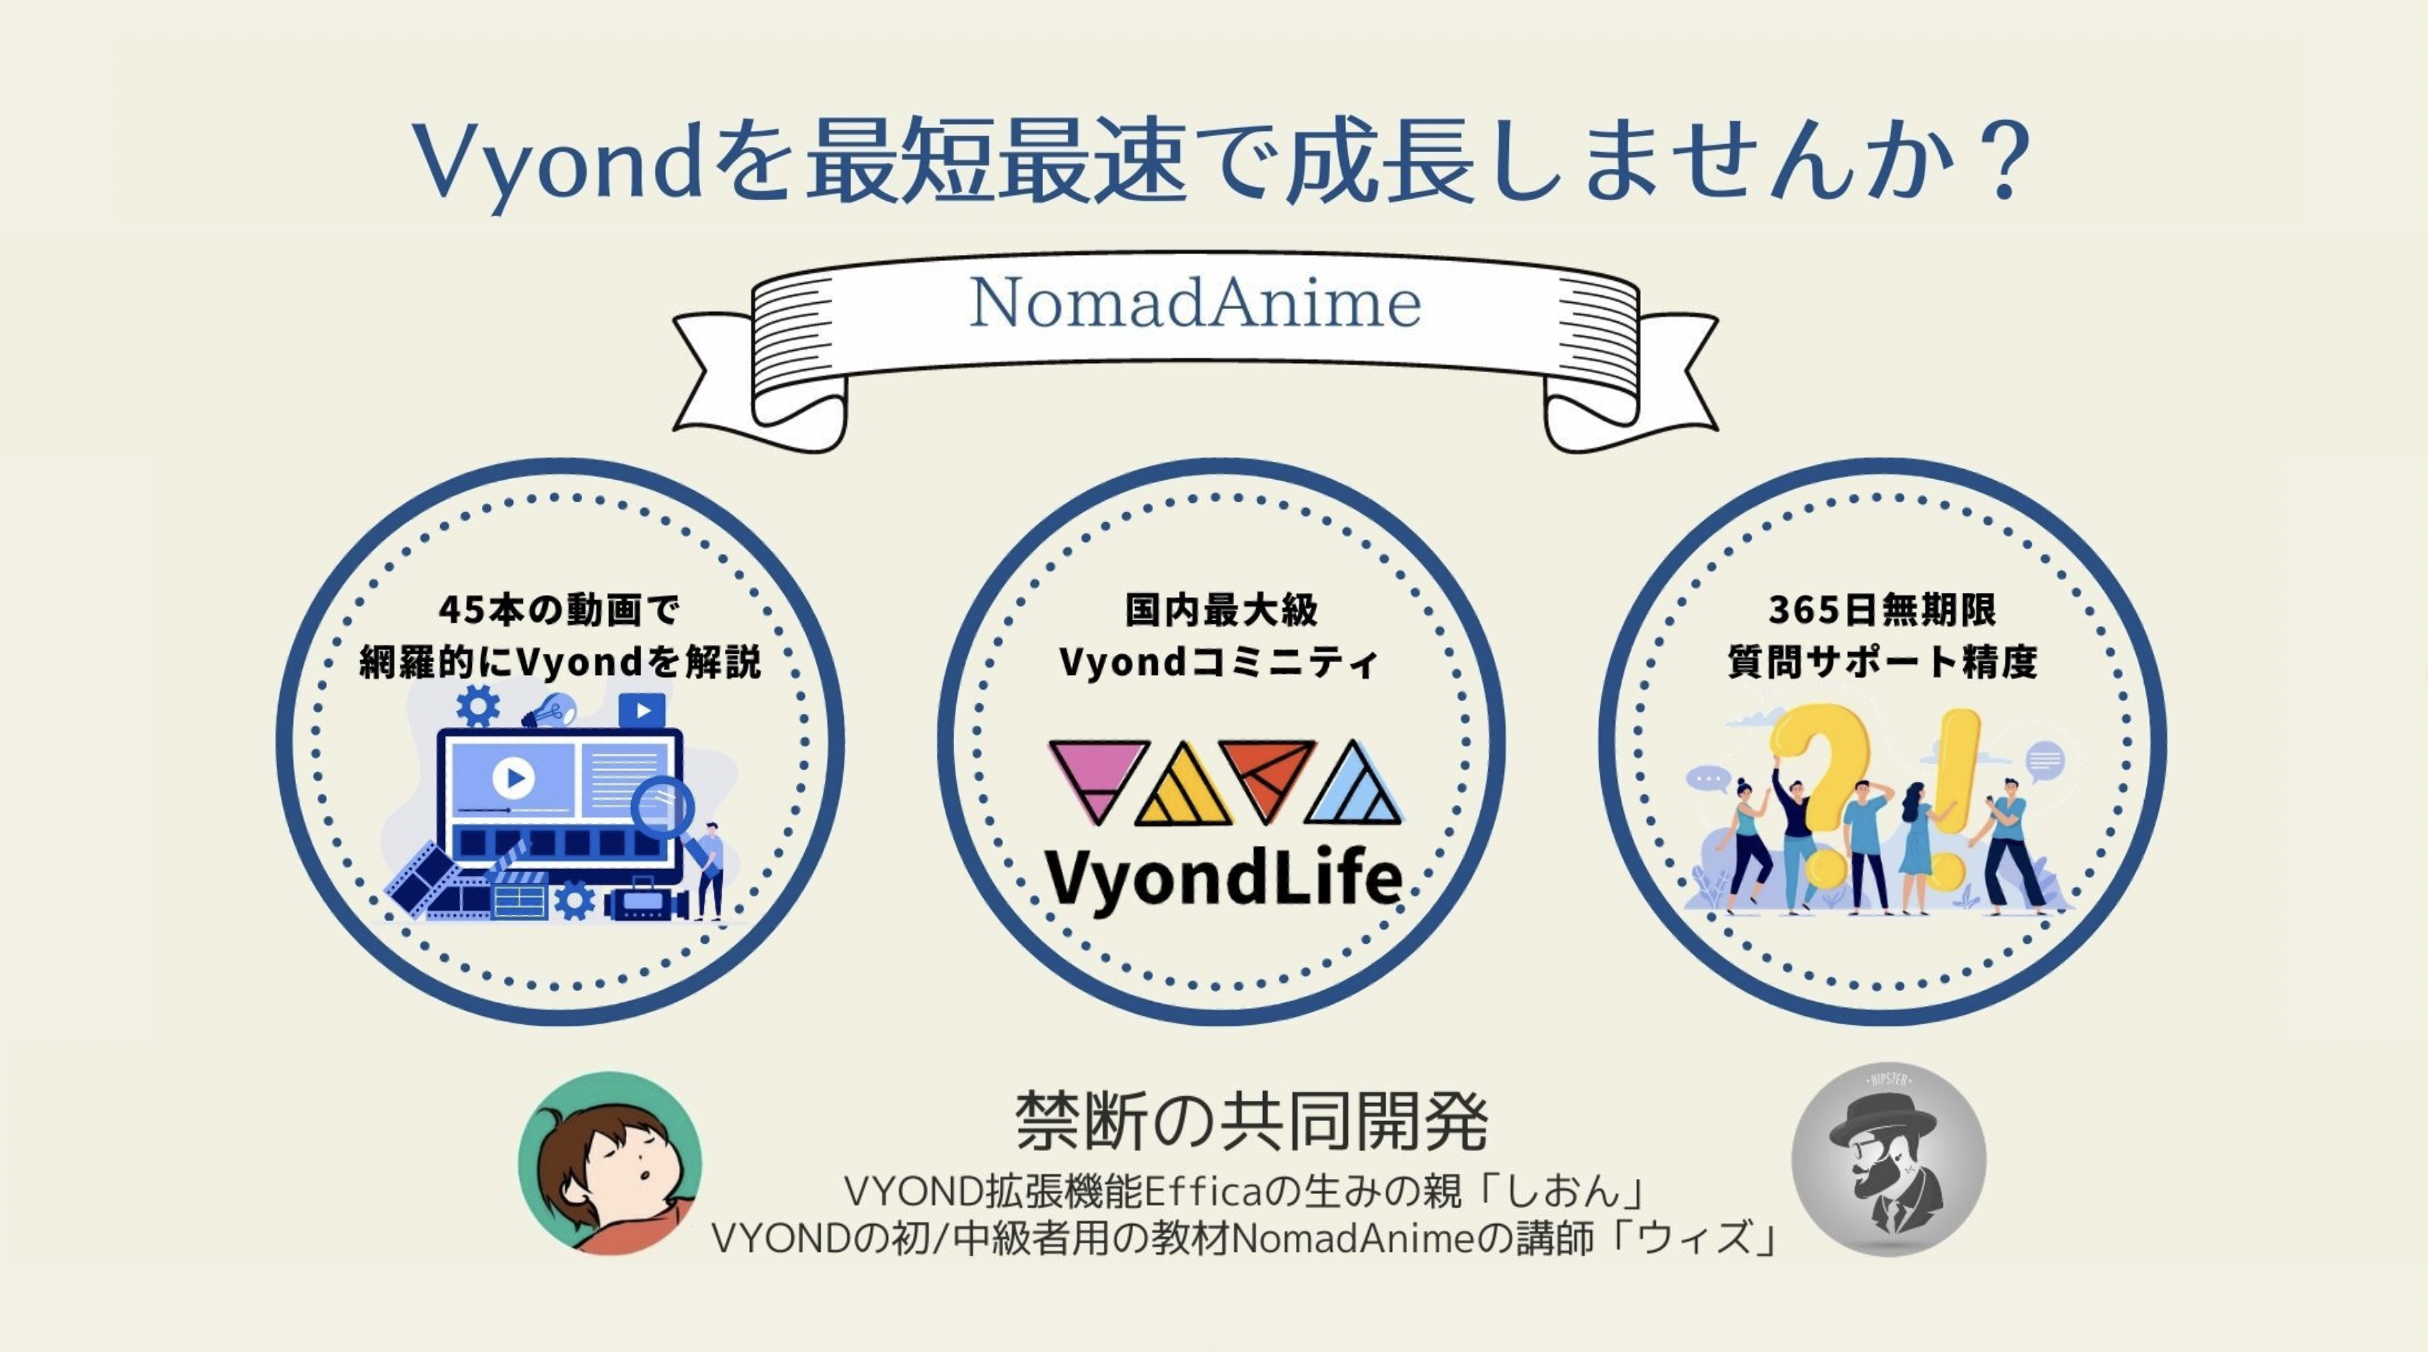 Vyondを最短最速で成長しませんか？
NomadAnime
45本の動画で
網羅的にVyondを解説
国内最大級
Vyondコミニティ
VyondLife
365日無期限
質問サポート精度
・HIPSTER・
禁断の共同開発
VYOND拡張機能Efficaの生みの親「しおん」
VYONDの初/中級者用の教材NomadAnimeの講師「ウィズ」